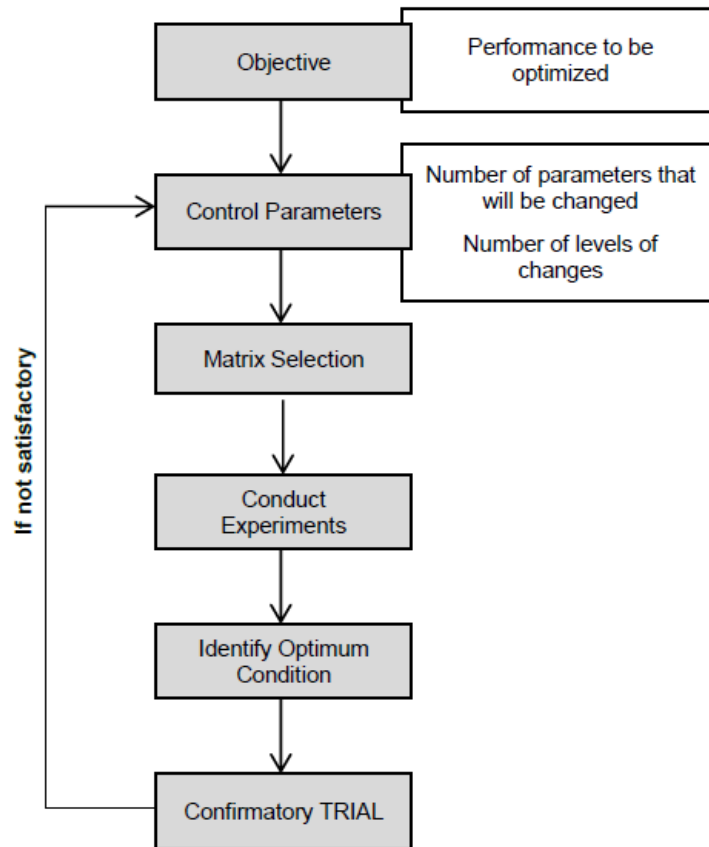 Objective
Performance to be
optimized
Control Parameters
Number of parameters that
will be changed
Number of levels of
changes
Matrix Selection
If not satisfactory
Conduct
Experiments
Identify Optimum
Condition
Confirmatory TRIAL